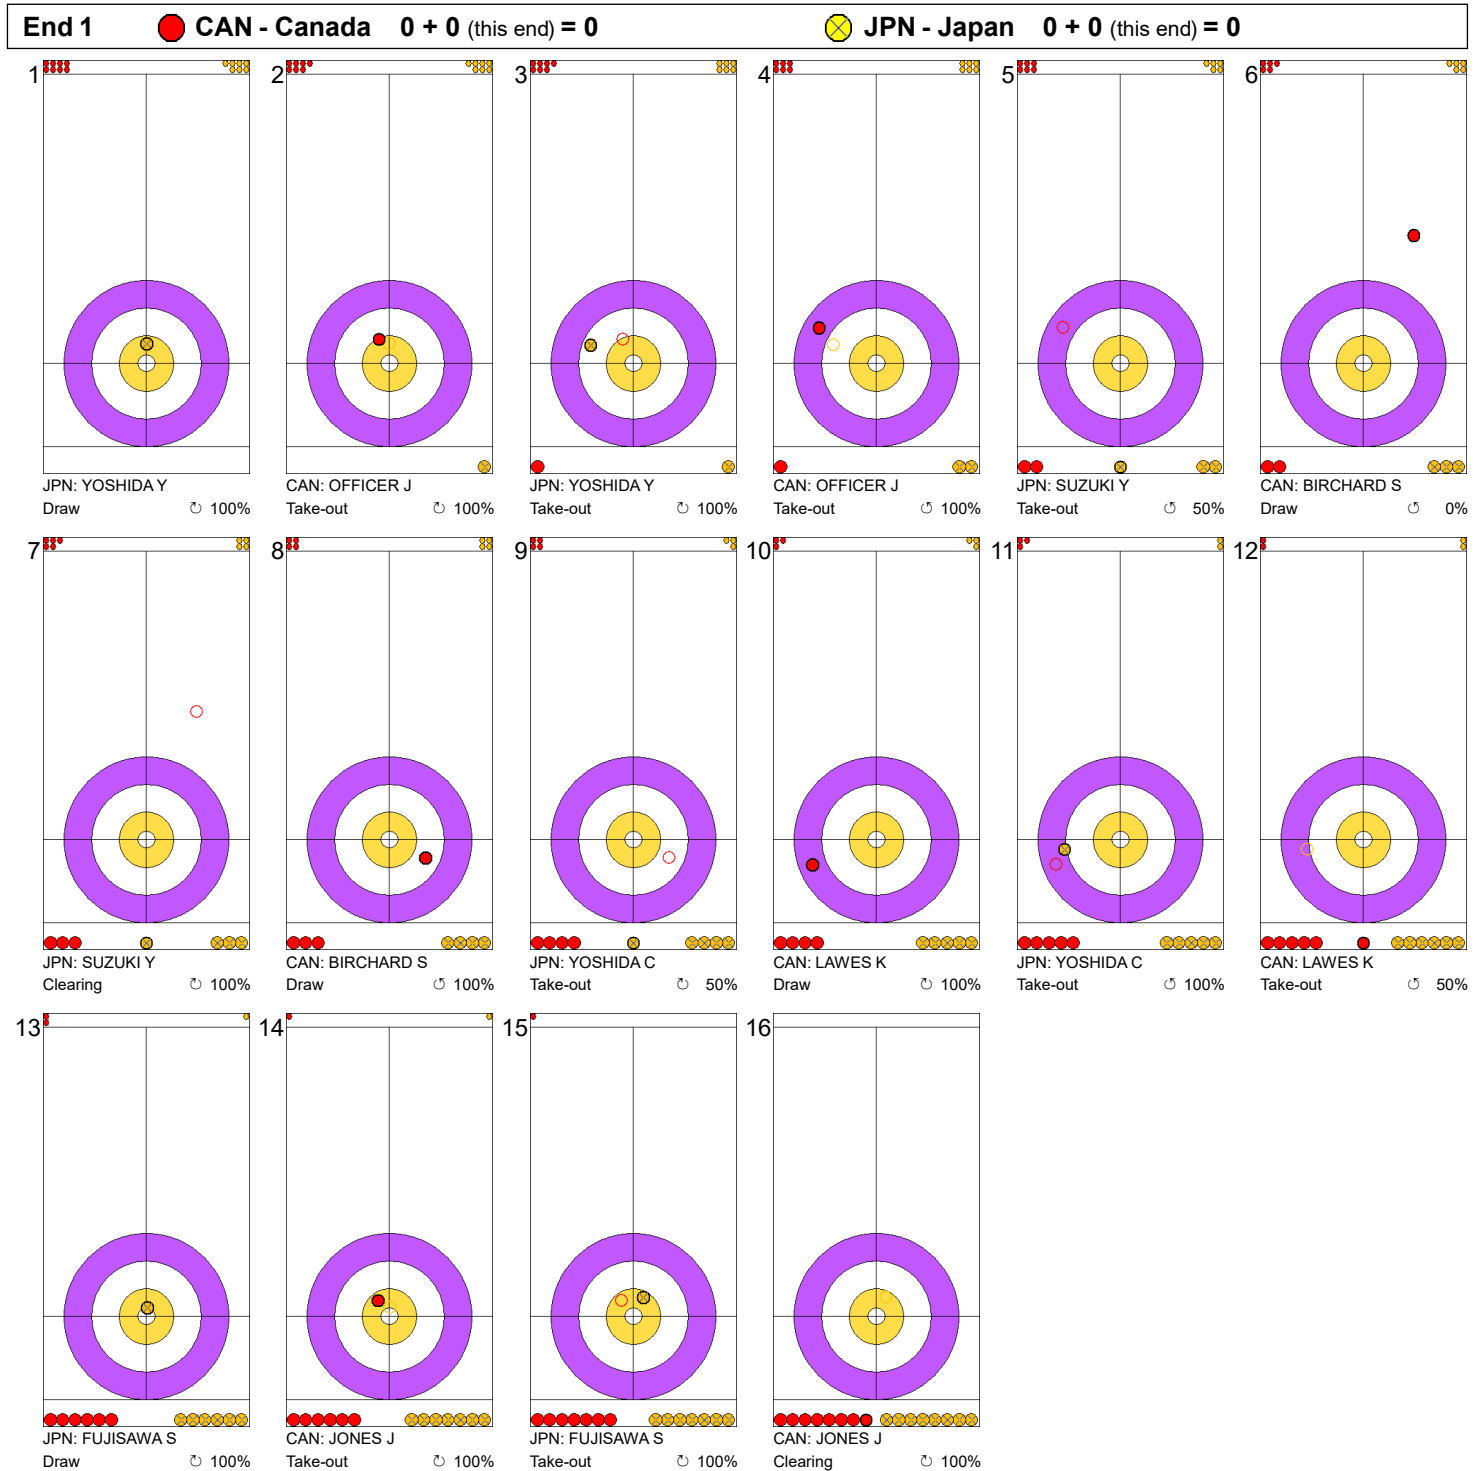 End 1 CAN - Canada 0 + 0 (this end) = 0 JPN - Japan 0 + 0 (this end) = 0
1 2 3 4 5 6
JPN: YOSHIDA Y CAN: OFFICER J JPN: YOSHIDA Y CAN: OFFICER J JPN: SUZUKI Y CAN: BIRCHARD S
Draw ↻ 100% Take-out ↻ 100% Take-out ↻ 100% Take-out ↺ 100% Take-out ↺ 50% Draw ↺ 0%
7 8 9 10 11 12
JPN: SUZUKI Y CAN: BIRCHARD S JPN: YOSHIDA C CAN: LAWES K JPN: YOSHIDA C CAN: LAWES K
Clearing ↻ 100% Draw ↻ 100% Take-out ↻ 50% Draw ↻ 100% Take-out ↺ 100% Take-out ↺ 50%
13 14 15 16
JPN: FUJISAWA S CAN: JONES J JPN: FUJISAWA S CAN: JONES J
Draw ↻ 100% Take-out ↻ 100% Take-out ↻ 100% Clearing ↻ 100%